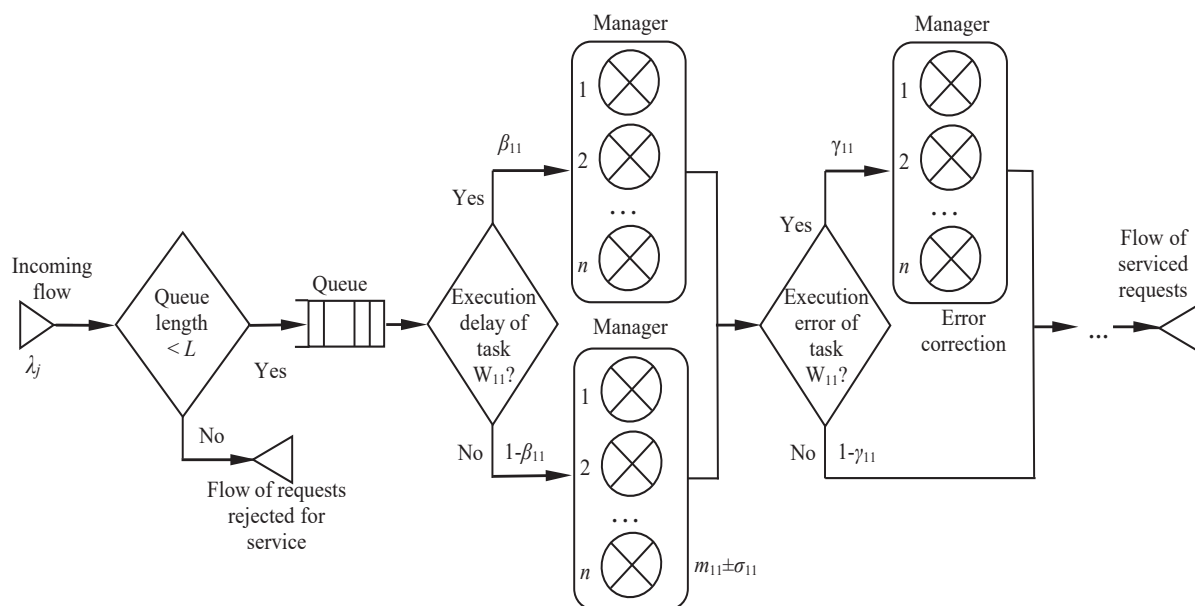 Incoming
flow
λj
Queue
length
< L
Yes
No
Flow of requests
rejected for
service
Queue
Execution
delay of
task
W11?
Yes
β11
No
1-β11
Manager
1
2
...
n
Manager
1
2
...
n
m11±σ11
Execution
error of
task
W11?
Yes
γ11
No
1-γ11
Manager
1
2
...
n
Error
correction
...
Flow of
serviced
requests